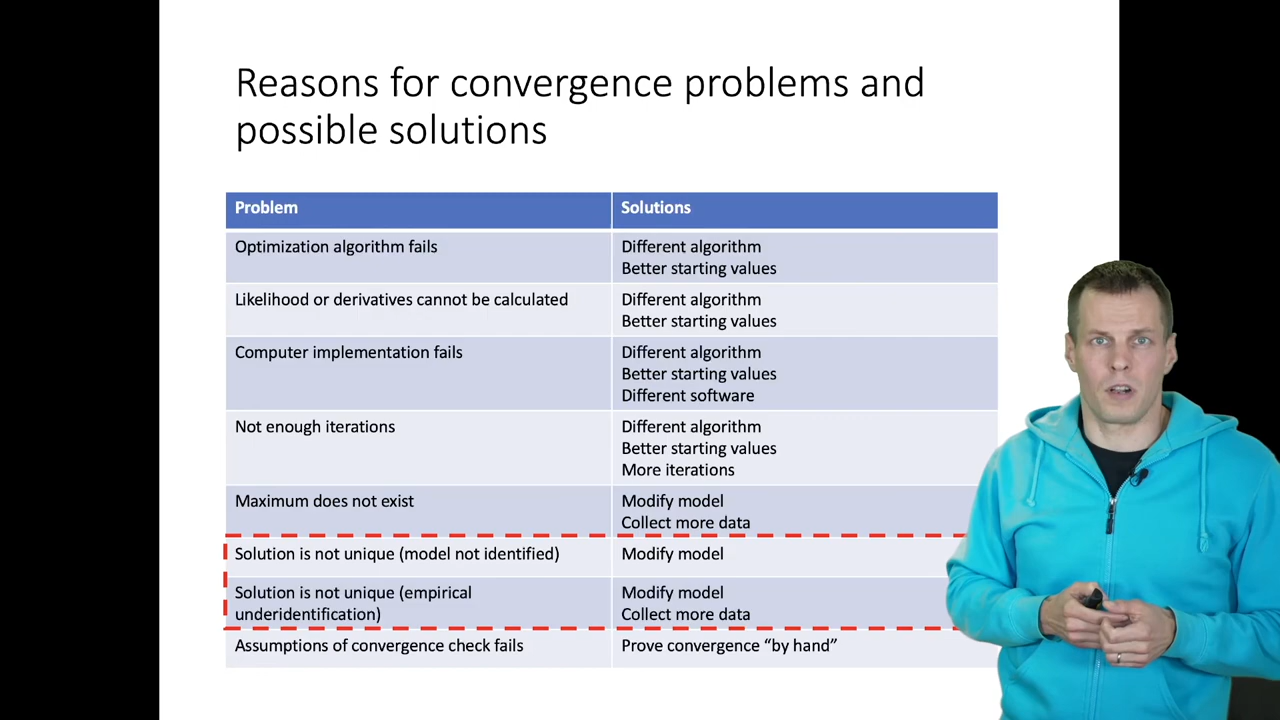 Reasons for convergence problems and
possible solutions
Problem
Solutions
Optimization algorithm fails
Different algorithm
Better starting values
Likelihood or derivatives cannot be calculated
Different algorithm
Better starting values
Computer implementation fails
Different algorithm
Better starting values
Different software
Not enough iterations
Different algorithm
Better starting values
More iterations
Maximum does not exist
Modify model
Collect more data
Solution is not unique (model not identified)
Modify model
Solution is not unique (empirical
underidentification)
Modify model
Collect more data
Assumptions of convergence check fails
Prove convergence “by hand”